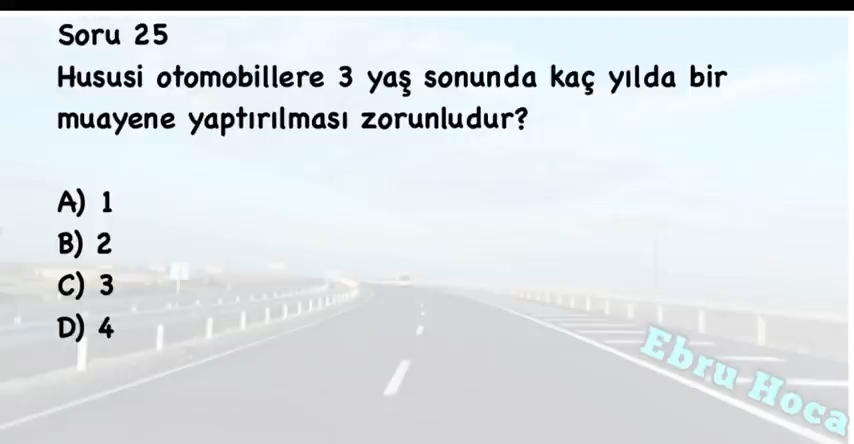 Soru 25
Hususi otomobillere 3 yaş sonunda kaç yılda bir
muayene yaptırılması zorunludur?
A) 1
B) 2
C) 3
D) 4
Ebru Hoca